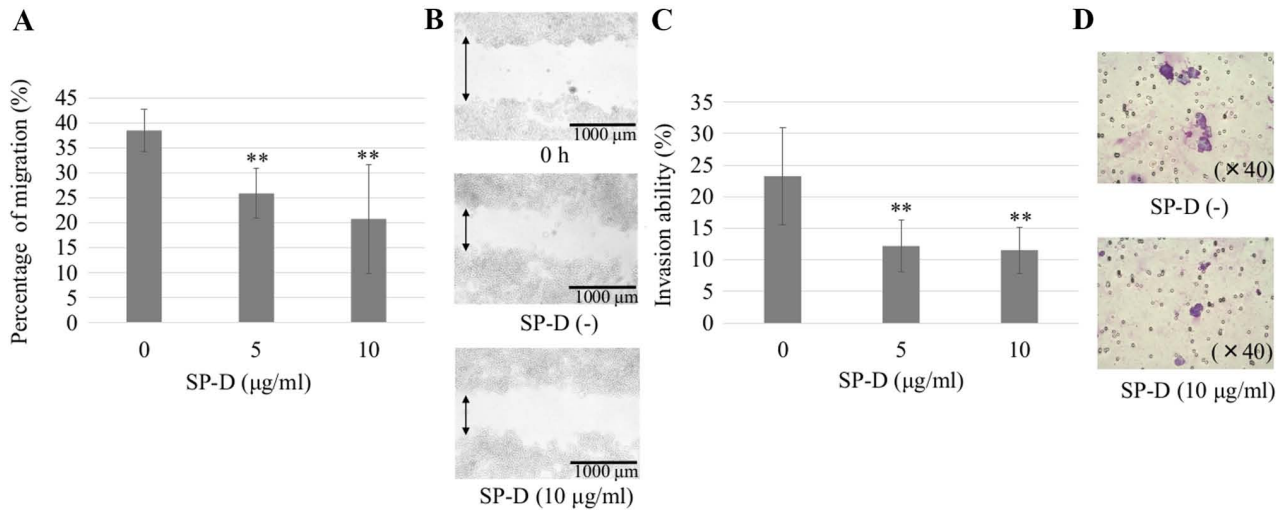 A
Percentage of migration (%)
45
40
35
30
25
20
15
10
5
0
**
**
0
5
10
SP-D (μg/ml)
B
1000 μm
0 h
1000 μm
SP-D (-)
1000 μm
SP-D (10 μg/ml)
C
Invasion ability (%)
35
30
25
20
15
10
5
0
**
**
0
5
10
SP-D (μg/ml)
D
(×40)
SP-D (-)
(×40)
SP-D (10 μg/ml)